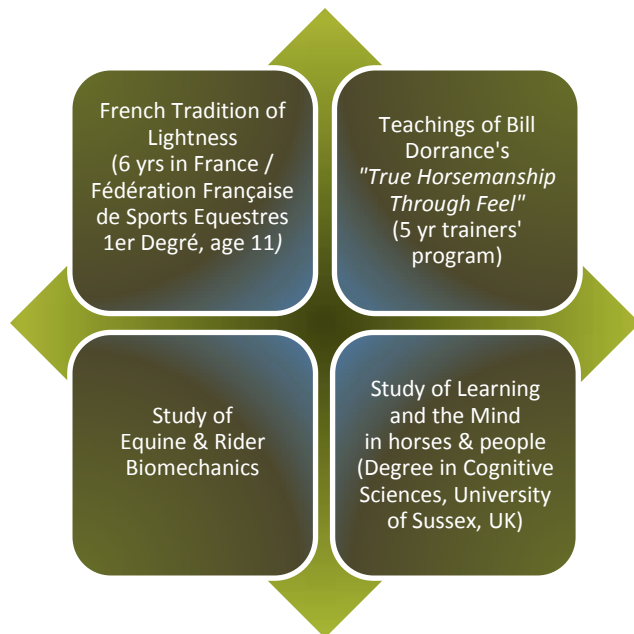 French Tradition of
Lightness
(6 yrs in France /
Fédération Française
de Sports Equestres
1er Degré, age 11)
Teachings of Bill
Dorrance's
"True Horsemanship
Through Feel"
(5 yr trainers'
program)
Study of
Equine & Rider
Biomechanics
Study of Learning
and the Mind
in horses & people
(Degree in Cognitive
Sciences, University
of Sussex, UK)